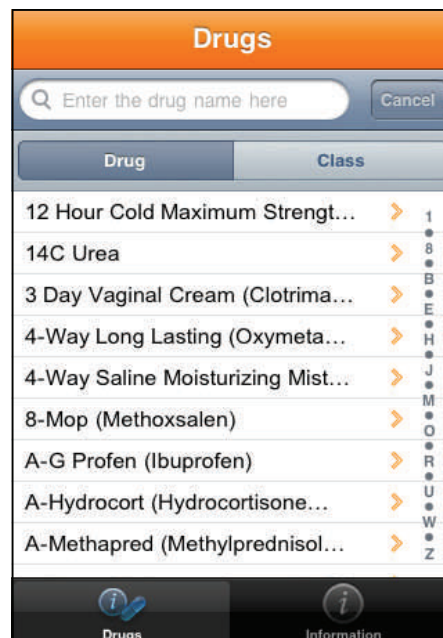 Drugs
Enter the drug name here
Cancel
Drug
Class
12 Hour Cold Maximum Strengt...
14C Urea
3 Day Vaginal Cream (Clotrima...
4-Way Long Lasting (Oxymeta...
4-Way Saline Moisturizing Mist...
8-Mop (Methoxsalen)
A-G Profen (Ibuprofen)
A-Hydrocort (Hydrocortisone...
A-Methapred (Methylprednisol...
1
8
B
E
H
J
M
O
R
U
W
Z
Drugs
Information